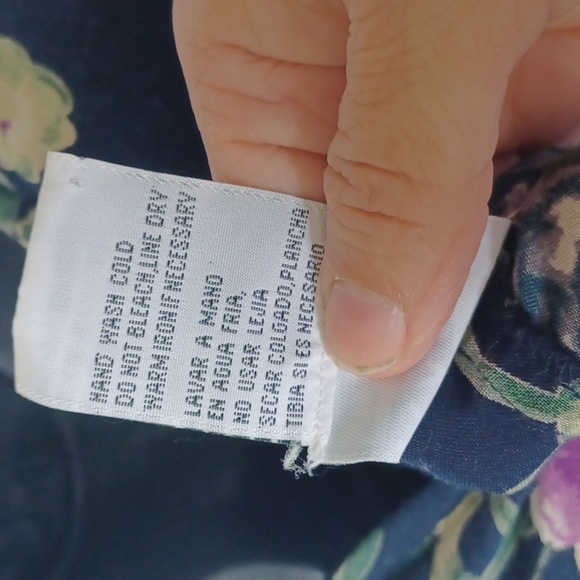 HAND WASH COLD
DO NOT BLEACH.LINE DRY
WARM IRON IF NECESSARY
LAVAR A MANO
EN AGUA FRIA.
NO USAR LEJIA
SECAR COLGADO, PLANCHA
TIBIA SI ES NECESARIO